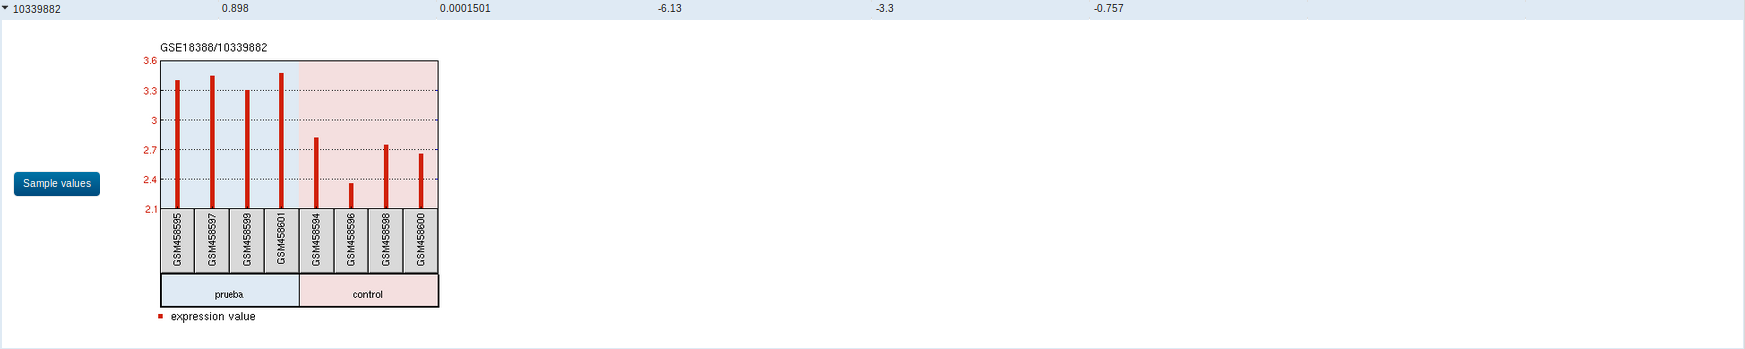 10339882 0.898 0.0001501 -6.13 -3.3 -0.757
GSE18388/10339882
3.6
3.3
3
2.7
2.4
2.1
Sample values
GSM458595 GSM458597 GSM458599 GSM458601 GSM458594 GSM458596 GSM458598 GSM458600
prueba control
expression value